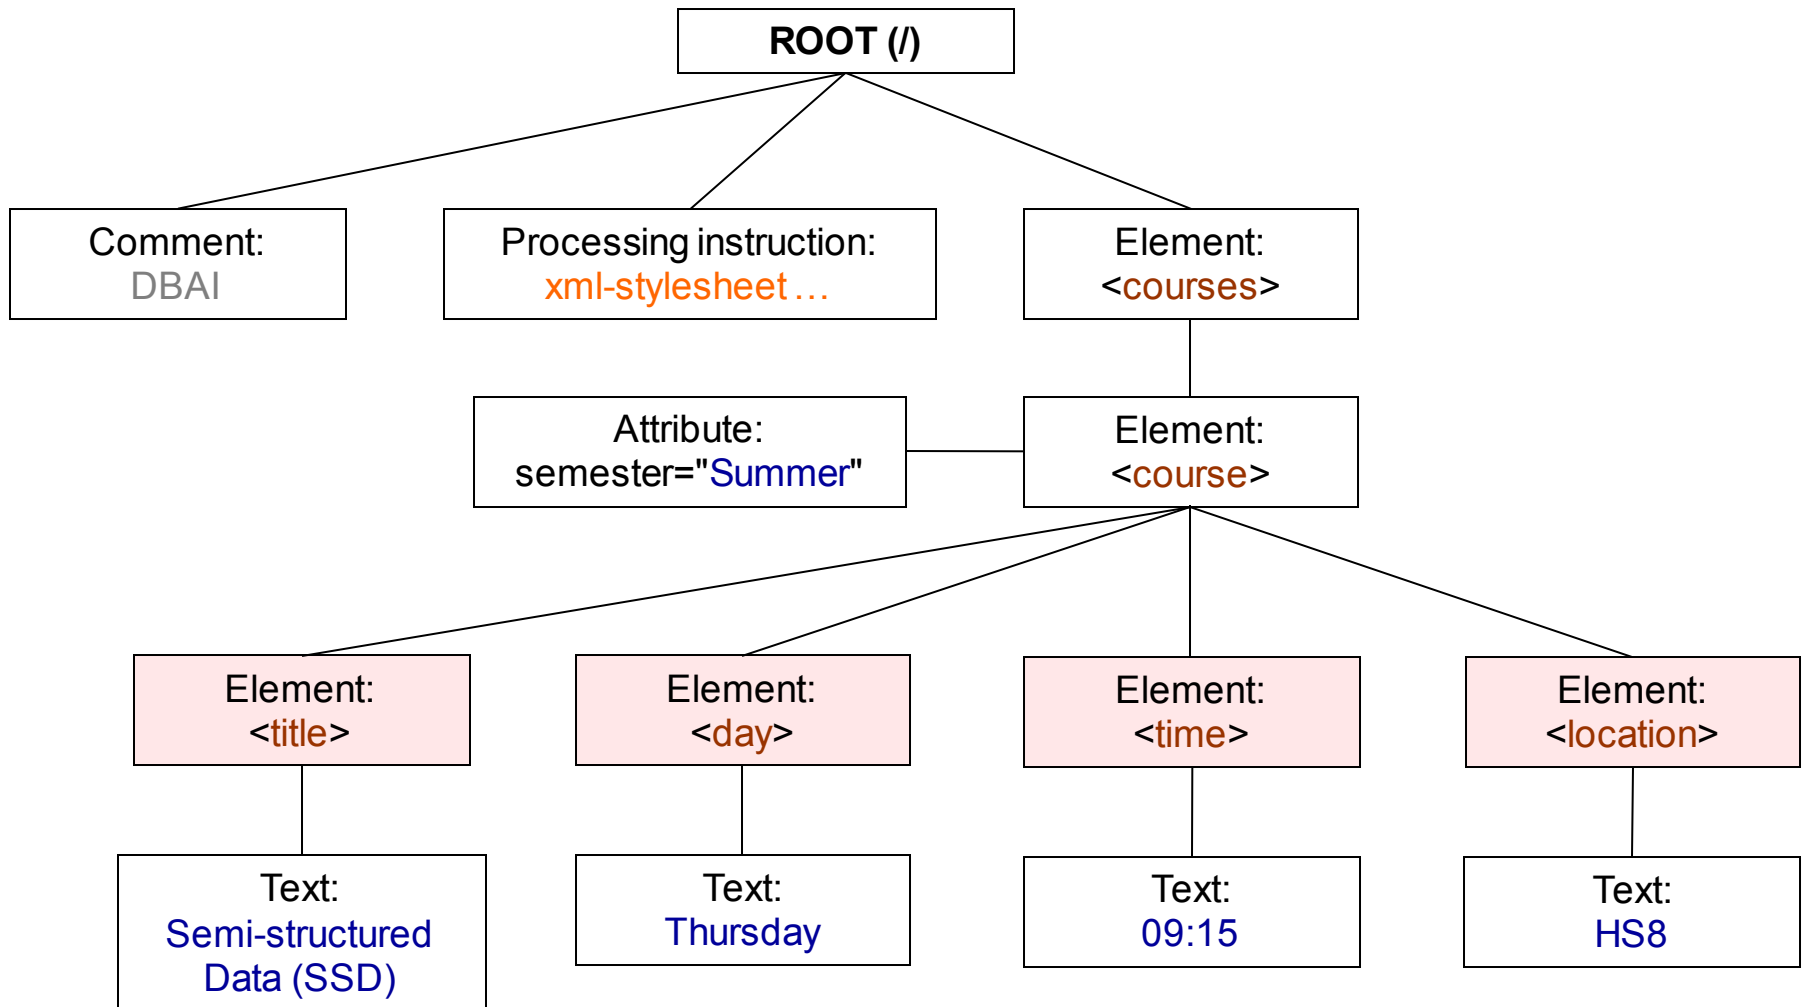 ROOT (/)
Comment:
DBAI
Processing instruction:
xml-stylesheet …
Element:
<courses>
Attribute:
semester="Summer"
Element:
<course>
Element:
<title>
Element:
<day>
Element:
<time>
Element:
<location>
Text:
Semi-structured
Data (SSD)
Text:
Thursday
Text:
09:15
Text:
HS8